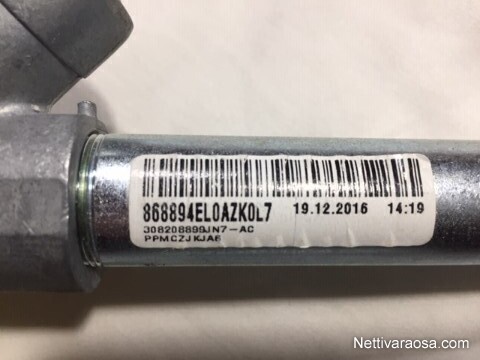 868894EL0AZK0L7 19.12.2016 14:19
308208899JN7-AC
PPMCZJKJA6
Nettivaraosa.com